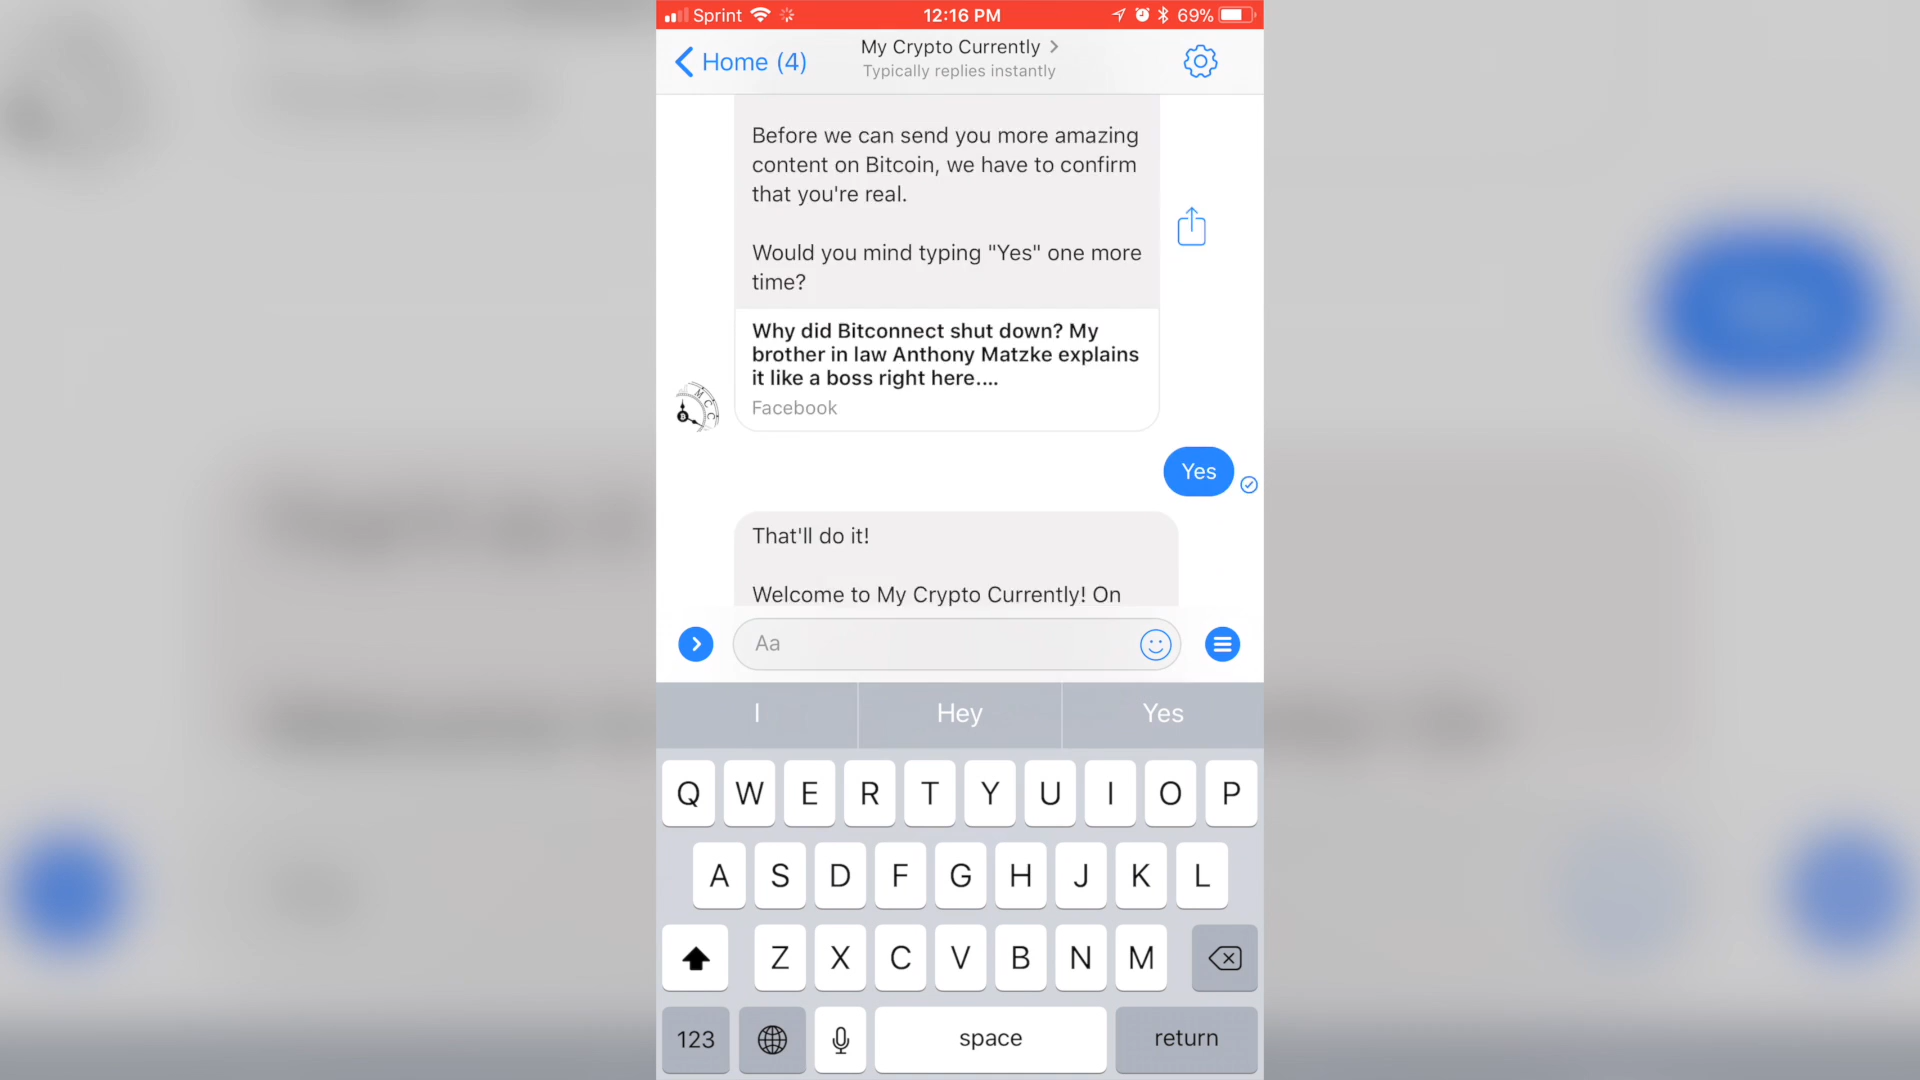 Sprint 12:16 PM 69%
Home (4)
My Crypto Currently
Typically replies instantly
Before we can send you more amazing
content on Bitcoin, we have to confirm
that you're real.
Would you mind typing "Yes" one more
time?
Why did Bitconnect shut down? My
brother in law Anthony Matzke explains
it like a boss right here....
Facebook
M C C
B
Yes
That'll do it!
Welcome to My Crypto Currently! On
Aa
I Hey Yes
Q W E R T Y U I O P
A S D F G H J K L
Z X C V B N M
123 space return